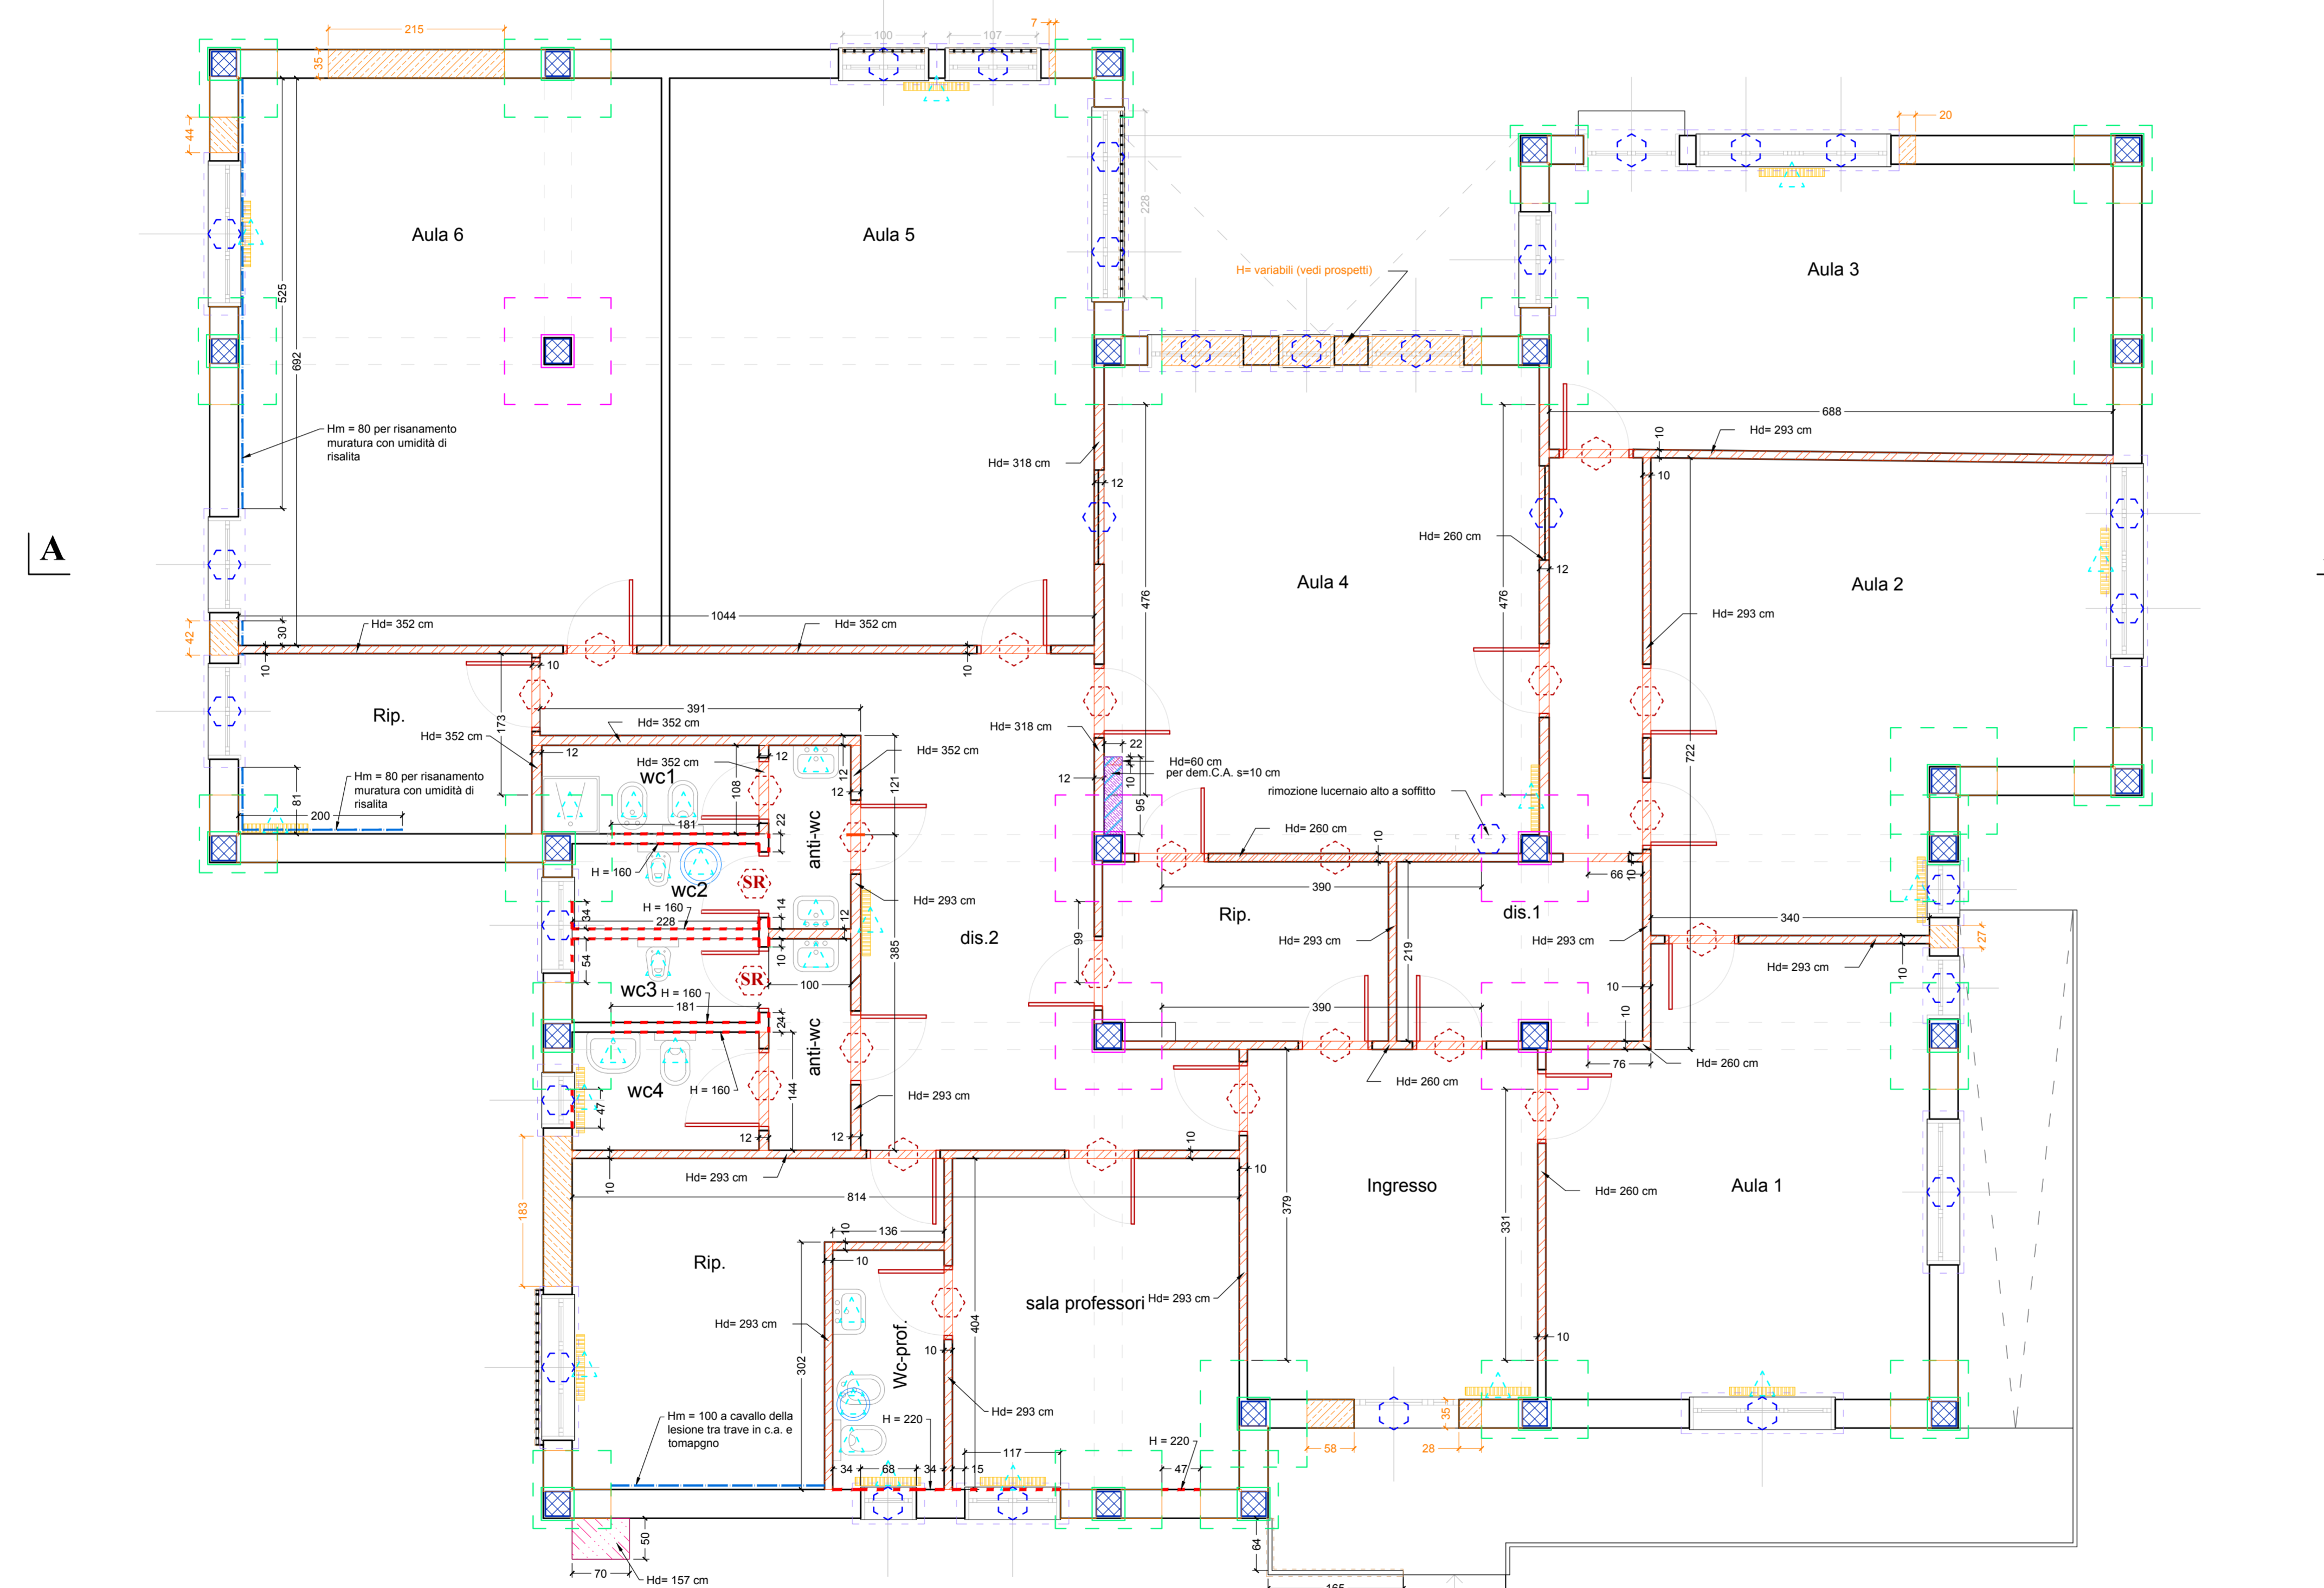 215
7
100
107
35
20
44
228
Aula 6
Aula 5
Aula 3
H= variabili (vedi prospetti)
525
692
688
Hm = 80 per risanamento
muratura con umidità di
risalita
10
Hd= 293 cm
Hd= 318 cm
10
12
A
Hd= 260 cm
12
Aula 4
Aula 2
476
476
1044
Hd= 352 cm
Hd= 352 cm
Hd= 293 cm
42
30
10
10
10
391
Rip.
173
Hd= 352 cm
Hd= 352 cm
Hd= 318 cm
22
12
12
Hd= 352 cm
Hd= 352 cm
wc1
12
12
108
121
12
Hd=60 cm
per dem.C.A. s=10 cm
10
95
722
Hm = 80 per risanamento
muratura con umidità di
risalita
81
200
rimozione lucernaio alto a soffitto
181
22
anti-wc
Hd= 260 cm
10
H = 160
wc2
SR
66
10
390
H = 160
34
228
14
12
Hd= 293 cm
Rip.
dis.1
340
dis.2
99
Hd= 293 cm
219
Hd= 293 cm
27
54
10
385
Hd= 293 cm
10
wc3
H = 160
SR
100
10
181
24
390
10
anti-wc
wc4
H = 160
47
144
Hd= 293 cm
Hd= 260 cm
76
Hd= 260 cm
12
12
10
Hd= 293 cm
10
10
814
379
Ingresso
331
Hd= 260 cm
Aula 1
183
136
10
10
Rip.
sala professori
Hd= 293 cm
404
Hd= 293 cm
302
10
10
Wc-prof.
Hm = 100 a cavallo della
lesione tra trave in c.a. e
tomapgno
H = 220
Hd= 293 cm
35
58
28
117
H = 220
34
68
34
15
47
50
64
70
Hd= 157 cm
165